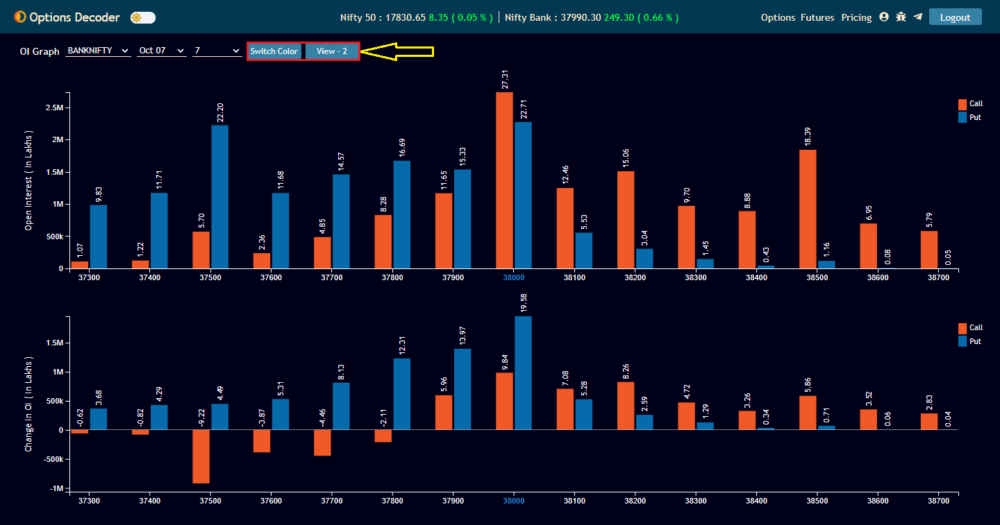 Options Decoder Nifty 50 : 17830.65 8.35 ( 0.05 % ) Nifty Bank : 37990.30 249.30 ( 0.66 % ) Options Futures Pricing Logout
OI Graph BANKNIFTY Oct 07 7 Switch Color View - 2
Open Interest ( In Lakhs )
2.5M
2M
1.5M
1M
500k
0
1.07 9.83 1.22 11.71 5.70 22.20 2.36 11.68 4.85 14.57 8.28 16.69 11.65 15.33 27.31 22.71 12.46 5.53 15.06 3.04 9.70 1.45 8.88 0.43 18.39 1.16 6.95 0.08 5.79 0.05
37300 37400 37500 37600 37700 37800 37900 38000 38100 38200 38300 38400 38500 38600 38700
Call
Put
Change In OI ( In Lakhs )
1.5M
1M
500k
0
-500k
-1M
-0.62 3.68 -0.82 4.29 -9.22 4.49 -3.87 5.31 -4.46 8.13 -2.11 12.31 5.96 13.97 9.84 19.58 7.08 5.28 8.26 2.59 4.72 1.29 3.26 0.34 5.86 0.71 3.52 0.06 2.83 0.04
37300 37400 37500 37600 37700 37800 37900 38000 38100 38200 38300 38400 38500 38600 38700
Call
Put